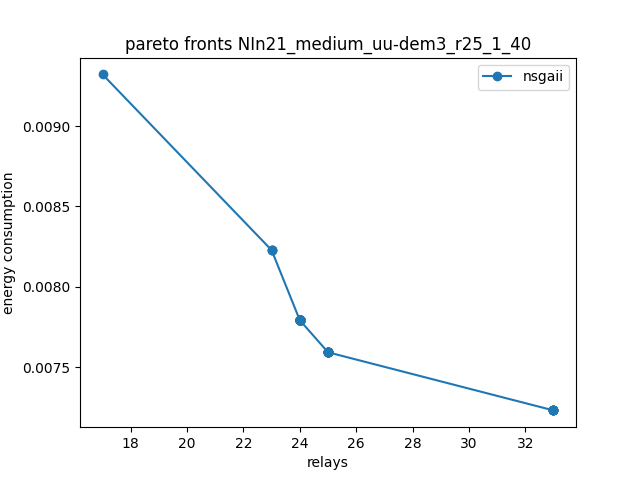 pareto fronts NIn21_medium_uu-dem3_r25_1_40
nsgaii
0.0090
0.0085
0.0080
0.0075
energy consumption
18 20 22 24 26 28 30 32
relays